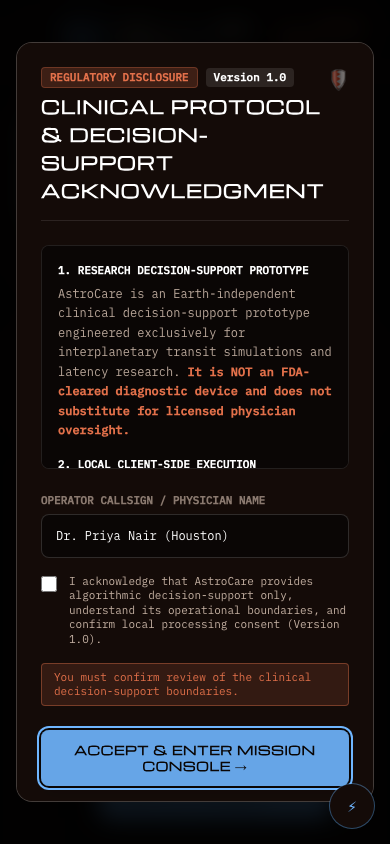 REGULATORY DISCLOSURE Version 1.0
CLINICAL PROTOCOL
& DECISION-
SUPPORT
ACKNOWLEDGMENT
1. RESEARCH DECISION-SUPPORT PROTOTYPE
AstroCare is an Earth-independent
clinical decision-support prototype
engineered exclusively for
interplanetary transit simulations and
latency research. It is NOT an FDA-
cleared diagnostic device and does not
substitute for licensed physician
oversight.
2. LOCAL CLIENT-SIDE EXECUTION
OPERATOR CALLSIGN / PHYSICIAN NAME
Dr. Priya Nair (Houston)
I acknowledge that AstroCare provides
algorithmic decision-support only,
understand its operational boundaries, and
confirm local processing consent (Version
1.0).
You must confirm review of the clinical
decision-support boundaries.
ACCEPT & ENTER MISSION
CONSOLE →